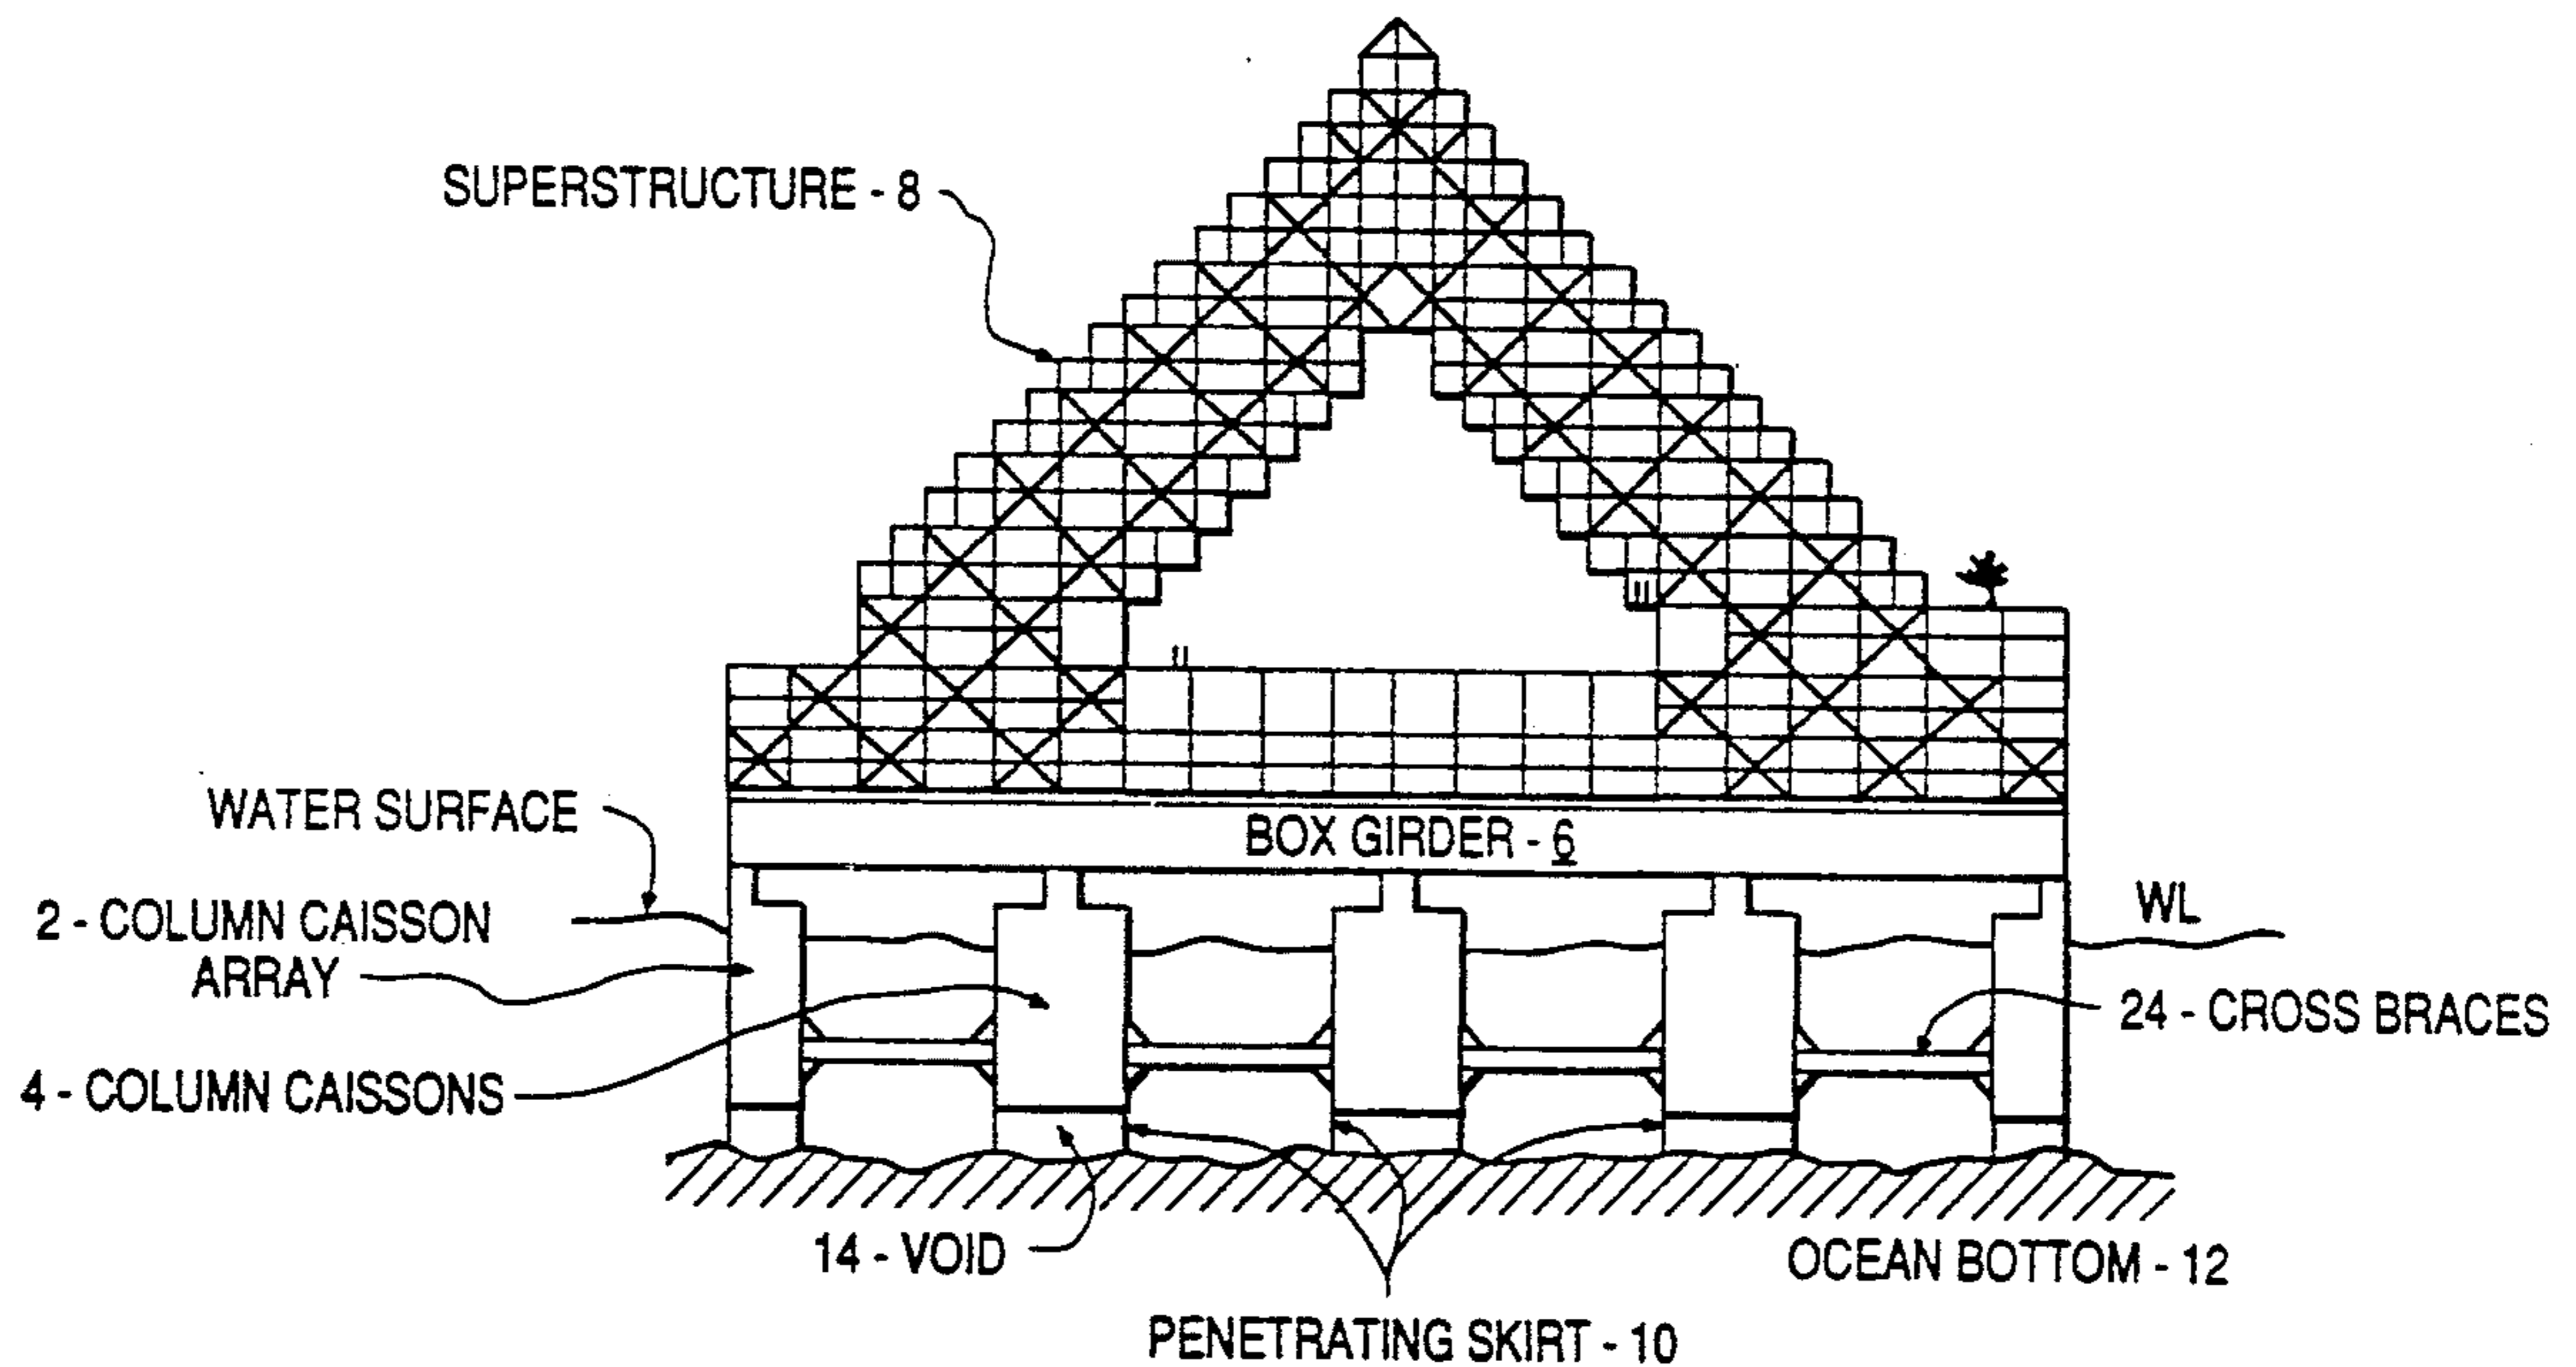 SUPERSTRUCTURE - 8
WATER SURFACE
BOX GIRDER - 6
2 - COLUMN CAISSON
ARRAY
WL
24 - CROSS BRACES
4 - COLUMN CAISSONS
14 - VOID
OCEAN BOTTOM - 12
PENETRATING SKIRT - 10